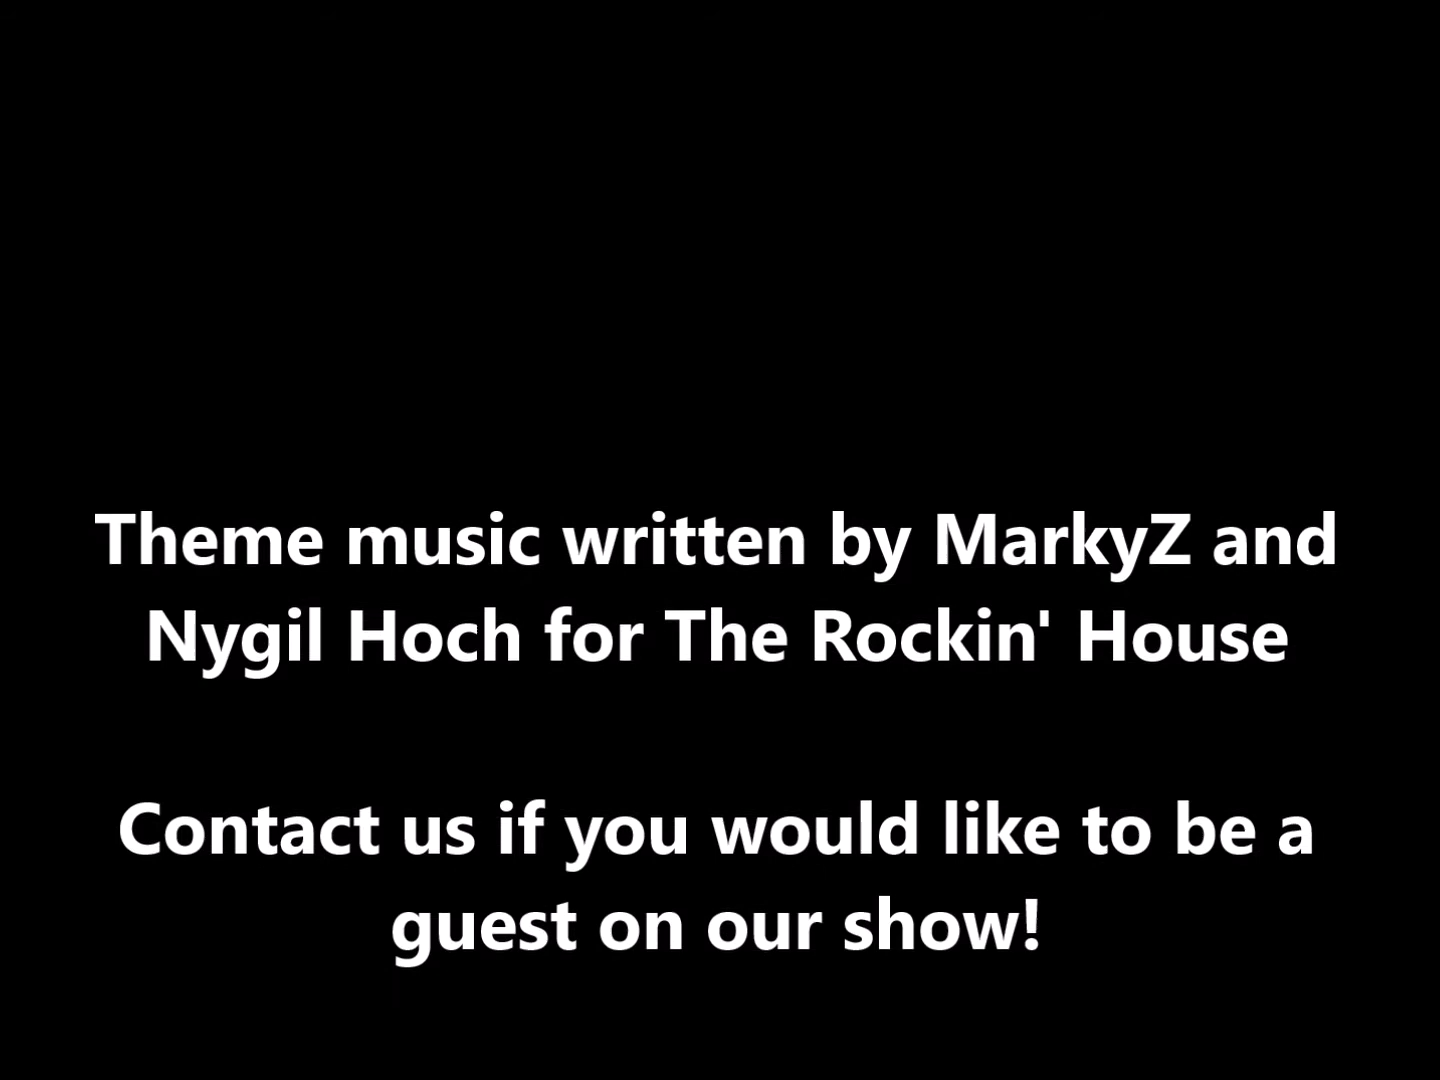 Theme music written by MarkyZ and
Nygil Hoch for The Rockin' House
Contact us if you would like to be a
guest on our show!